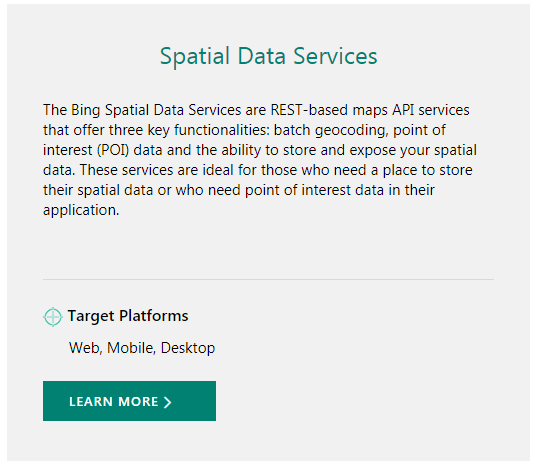 Spatial Data Services
The Bing Spatial Data Services are REST-based maps API services
that offer three key functionalities: batch geocoding, point of
interest (POI) data and the ability to store and expose your spatial
data. These services are ideal for those who need a place to store
their spatial data or who need point of interest data in their
application.
Target Platforms
Web, Mobile, Desktop
LEARN MORE